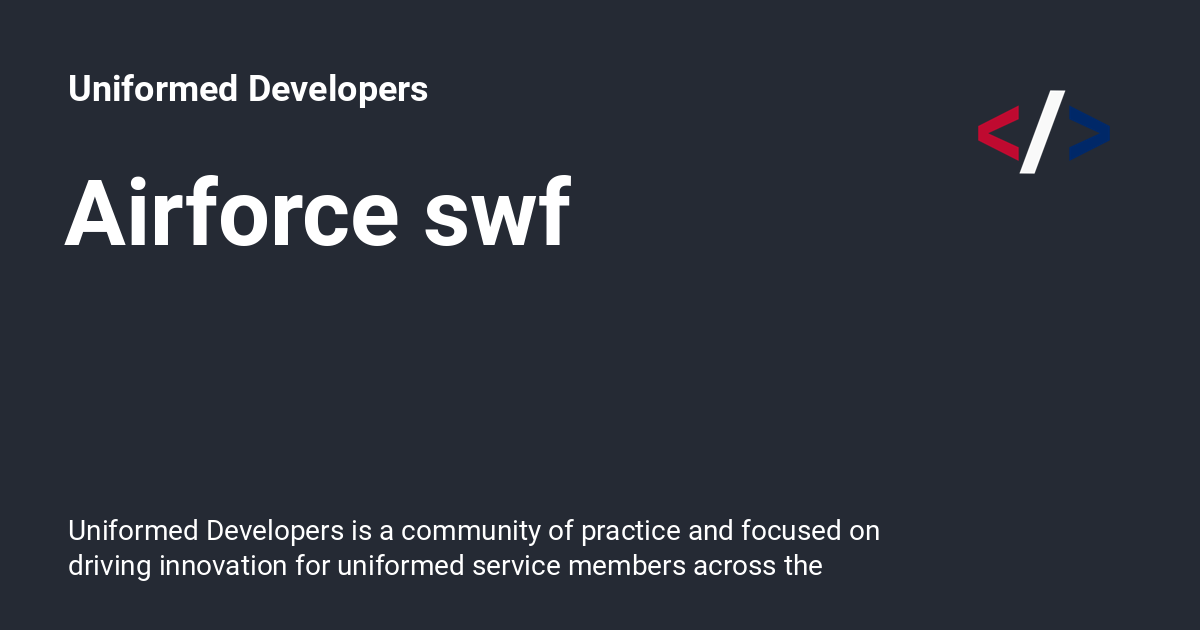 Uniformed Developers
</>
Airforce swf
Uniformed Developers is a community of practice and focused on
driving innovation for uniformed service members across the